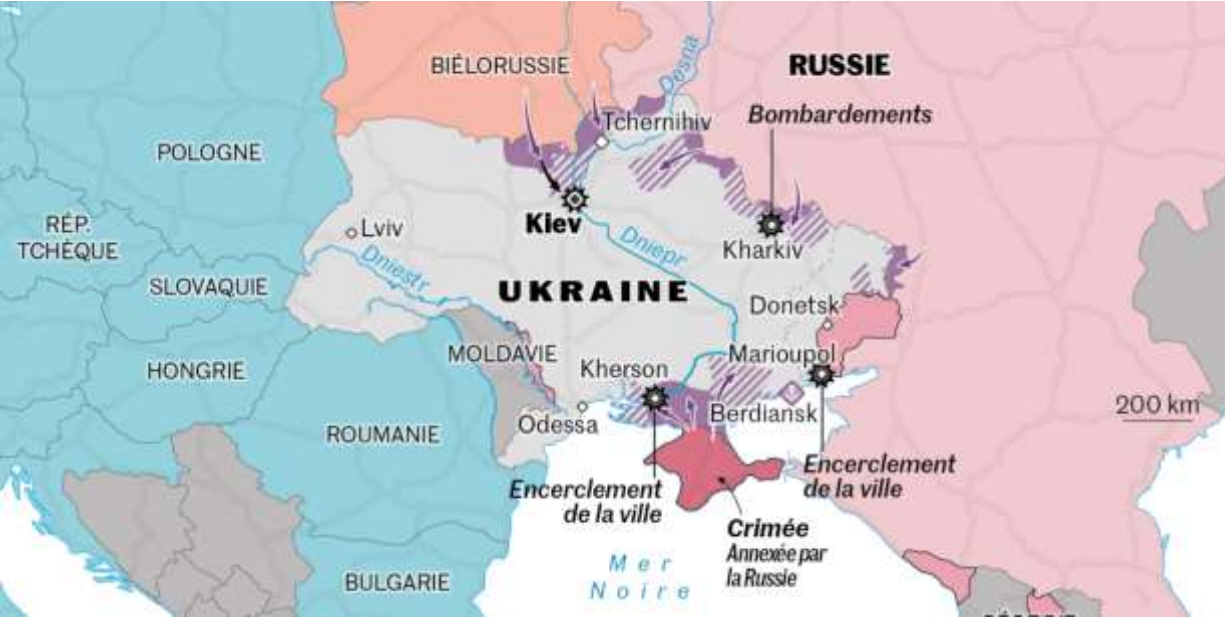 BIÉLORUSSIE
RUSSIE
Desna
Tchernihiv
Bombardements
POLOGNE
RÉP.
TCHÈQUE
Lviv
Kiev
Dniepr
Kharkiv
Dniestr
SLOVAQUIE
UKRAINE
Donetsk
HONGRIE
MOLDAVIE
Kherson
Marioupol
Odessa
Berdiansk
200 km
ROUMANIE
Encerclement
de la ville
Encerclement
de la ville
Crimée
Annexée par
la Russie
Mer
Noire
BULGARIE